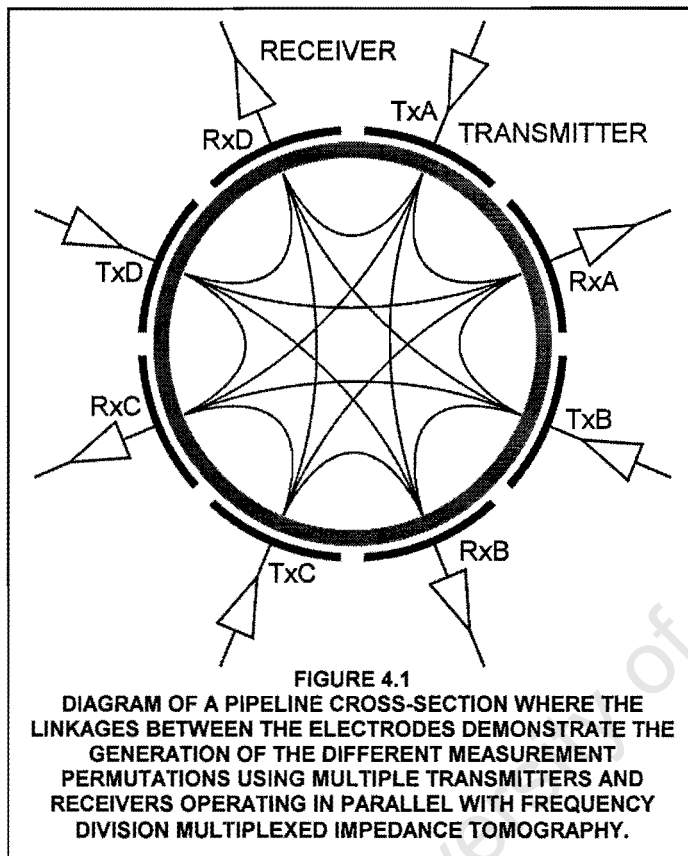 RECEIVER
TxA
RxD
TRANSMITTER
TxD
RxA
RxC
TxB
TxC
RxB
FIGURE 4.1
DIAGRAM OF A PIPELINE CROSS-SECTION WHERE THE
LINKAGES BETWEEN THE ELECTRODES DEMONSTRATE THE
GENERATION OF THE DIFFERENT MEASUREMENT
PERMUTATIONS USING MULTIPLE TRANSMITTERS AND
RECEIVERS OPERATING IN PARALLEL WITH FREQUENCY
DIVISION MULTIPLEXED IMPEDANCE TOMOGRAPHY.